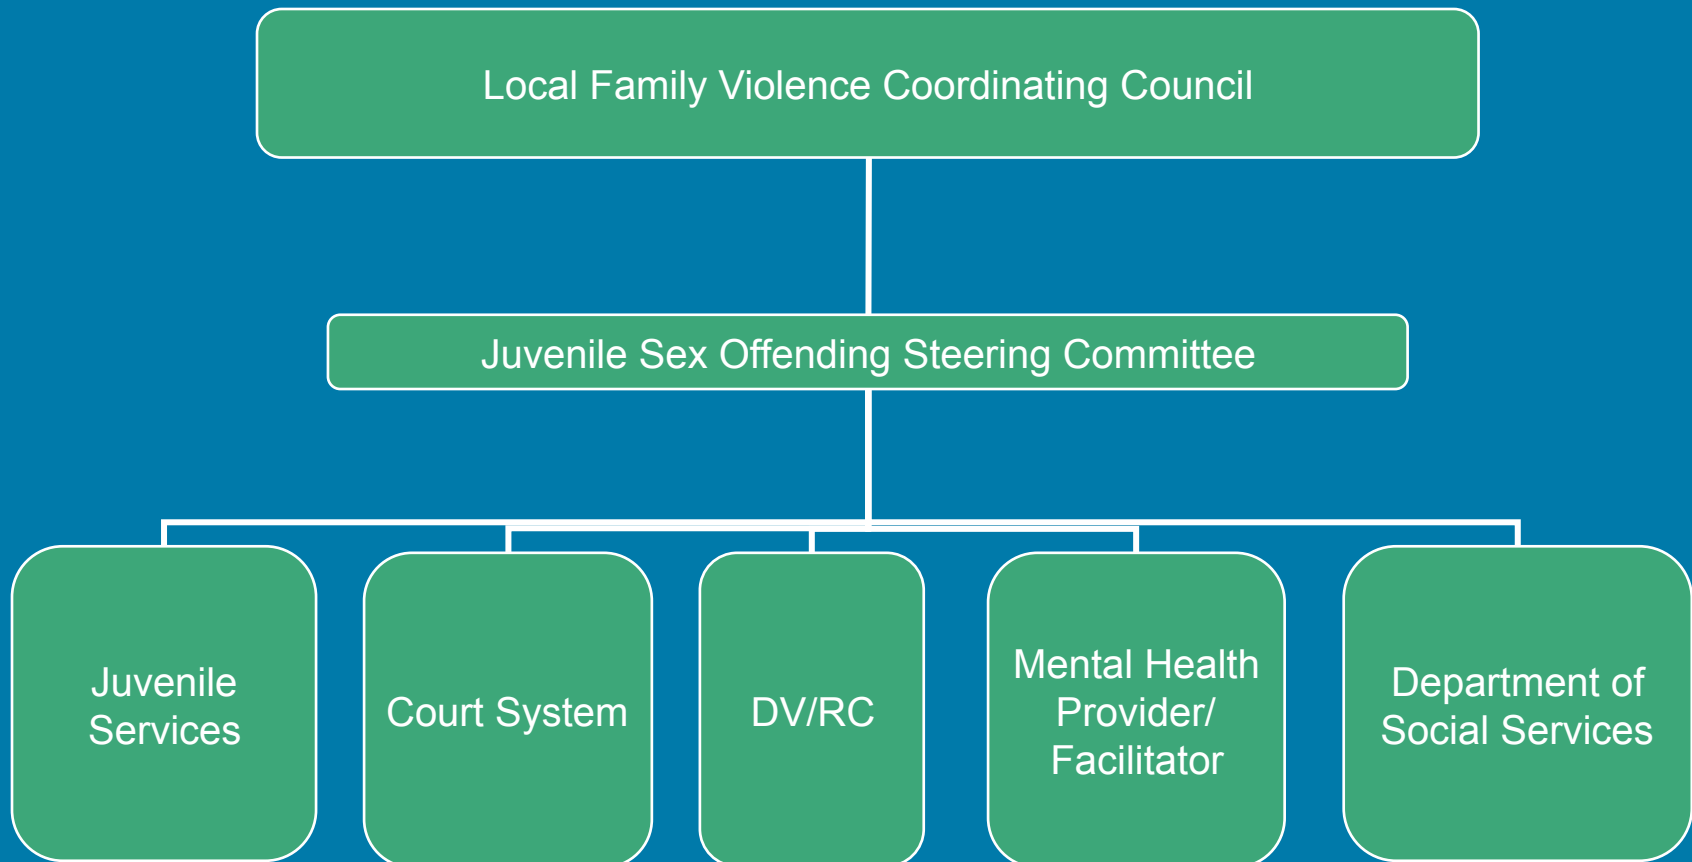 Local Family Violence Coordinating Council
Juvenile Sex Offending Steering Committee
Juvenile
Services
Court System
DV/RC
Mental Health
Provider/
Facilitator
Department of
Social Services